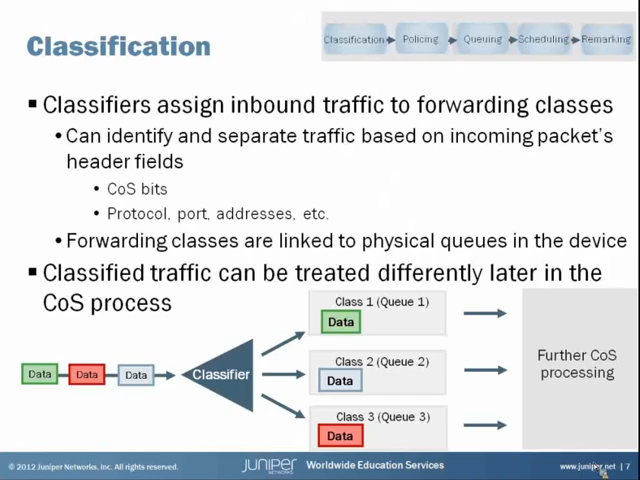 Classification
Classification
Policing
Queuing
Scheduling
Remarking
Classifiers assign inbound traffic to forwarding classes
Can identify and separate traffic based on incoming packet's
header fields
CoS bits
Protocol, port, addresses, etc.
Forwarding classes are linked to physical queues in the device
Classified traffic can be treated differently later in the
CoS process
Class 1 (Queue 1)
Data
Data
Data
Data
Classifier
Class 2 (Queue 2)
Data
Class 3 (Queue 3)
Data
Further CoS
processing
© 2012 Juniper Networks, Inc. All rights reserved.
JUNIPER
NETWORKS
Worldwide Education Services
www.juniper.net | 7